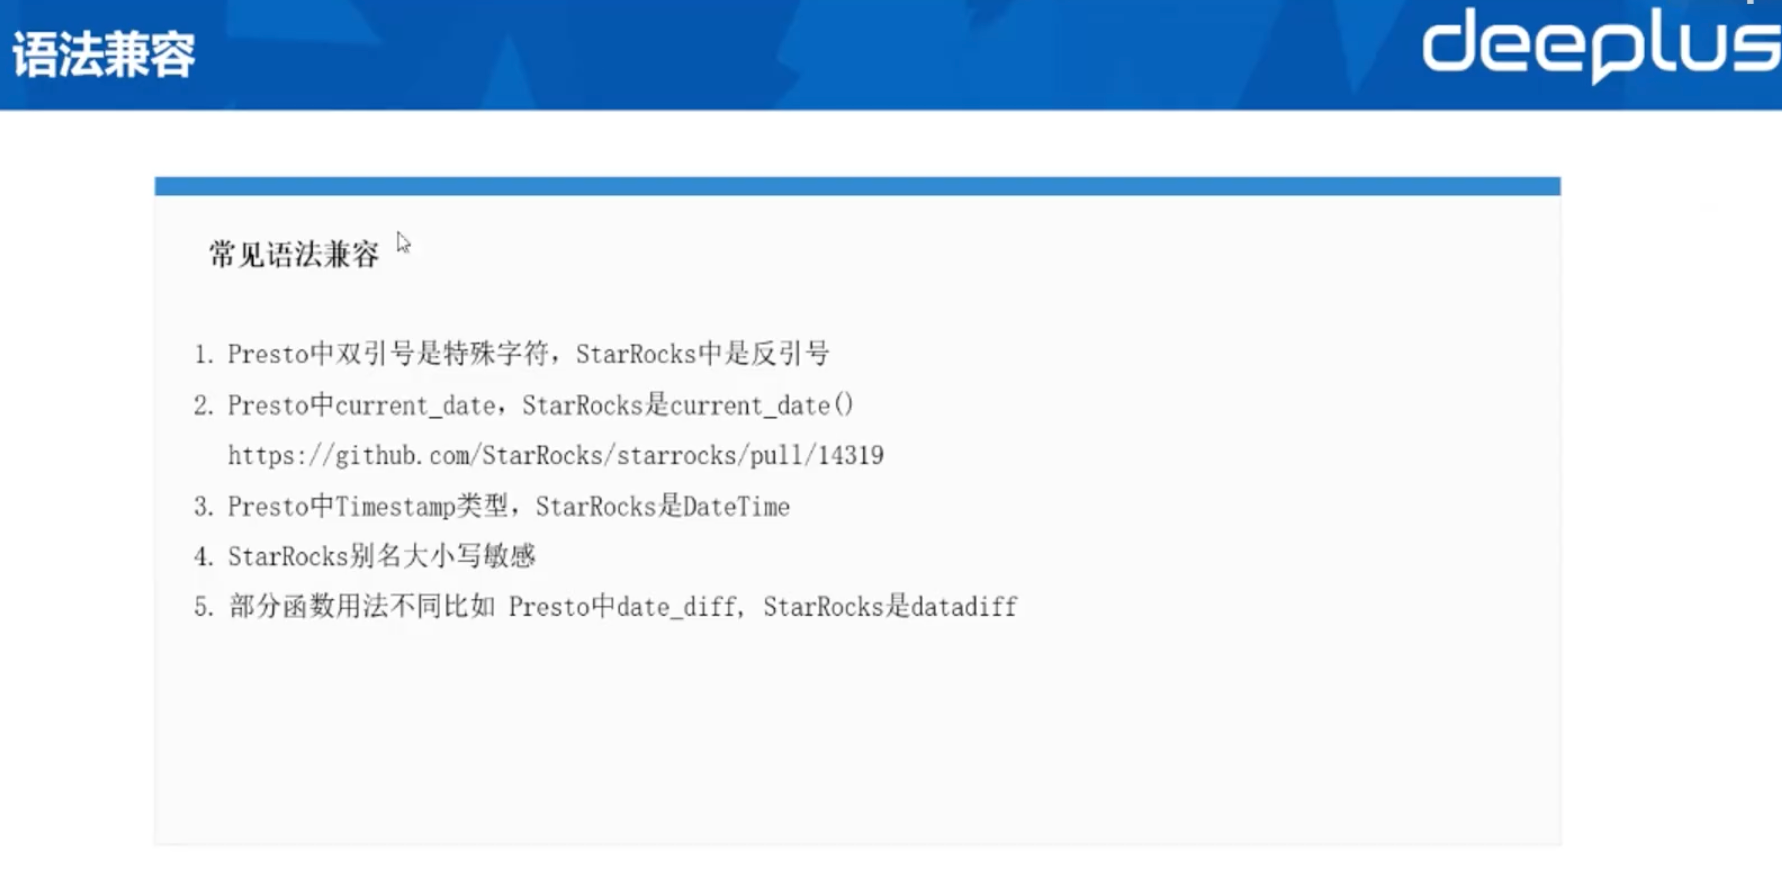 语法兼容
deeplus
常见语法兼容
1. Presto中双引号是特殊字符，StarRocks中是反引号
2. Presto中current_date，StarRocks是current_date()
https://github.com/StarRocks/starrocks/pull/14319
3. Presto中Timestamp类型，StarRocks是DateTime
4. StarRocks别名大小写敏感
5. 部分函数用法不同比如 Presto中date_diff, StarRocks是datadiff